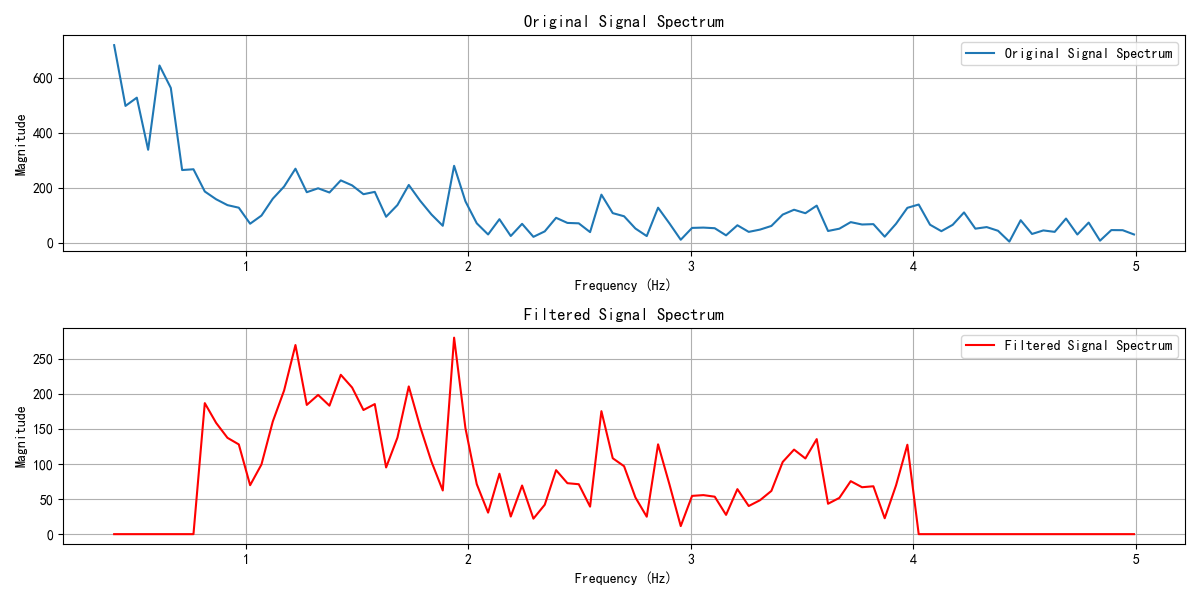 Original Signal Spectrum
Original Signal Spectrum
Magnitude
600
400
200
0
1 2 3 4 5
Frequency (Hz)
Filtered Signal Spectrum
Filtered Signal Spectrum
Magnitude
250
200
150
100
50
0
1 2 3 4 5
Frequency (Hz)